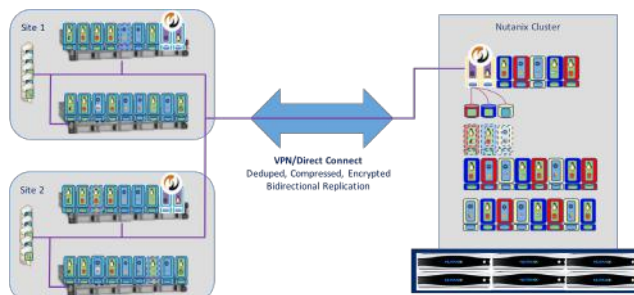 Site 1
Nutanix Cluster
VPN/Direct Connect
Deduped, Compressed, Encrypted
Bidirectional Replication
Site 2